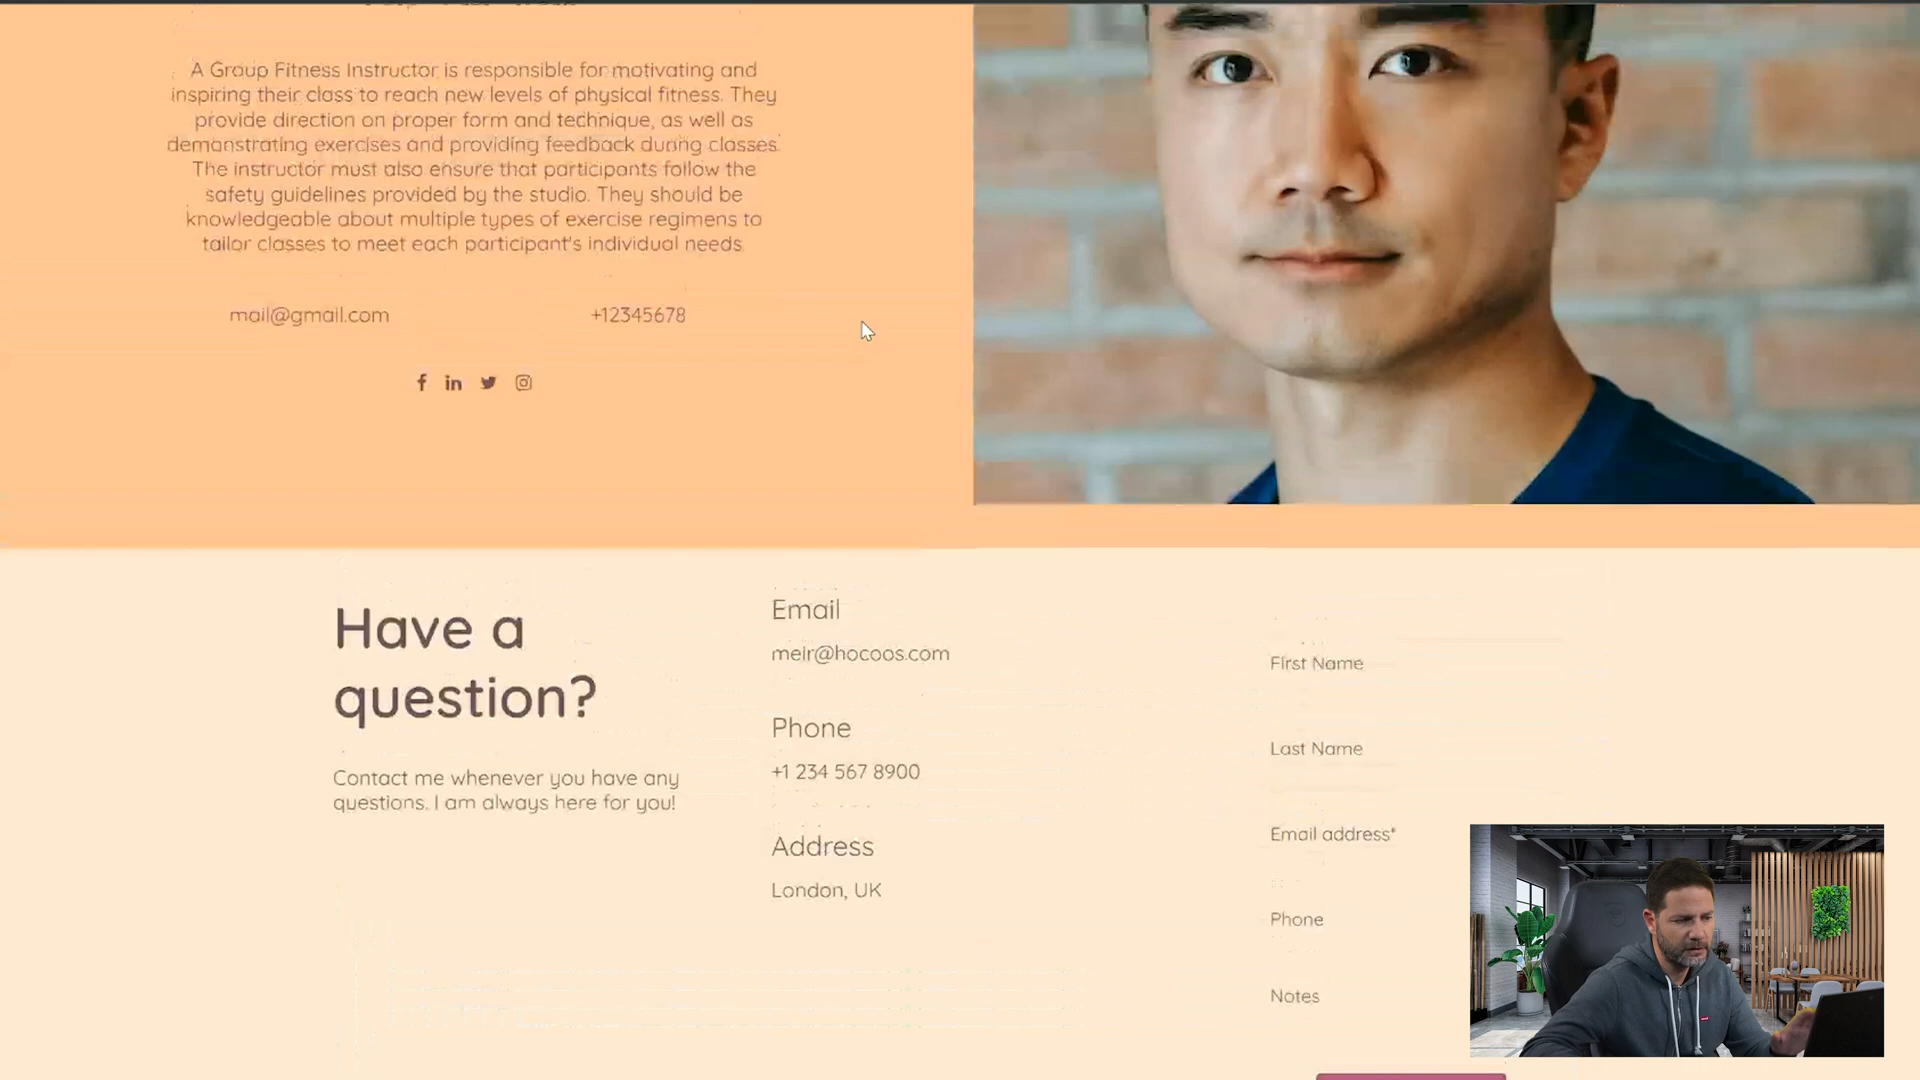 A Group Fitness Instructor is responsible for motivating and
inspiring their class to reach new levels of physical fitness. They
provide direction on proper form and technique, as well as
demonstrating exercises and providing feedback during classes.
The instructor must also ensure that participants follow the
safety guidelines provided by the studio. They should be
knowledgeable about multiple types of exercise regimens to
tailor classes to meet each participant's individual needs.
mail@gmail.com
+12345678
Have a
question?
Contact me whenever you have any
questions. I am always here for you!
Email
meir@hocoos.com
Phone
+1 234 567 8900
Address
London, UK
First Name
Last Name
Email address*
Phone
Notes